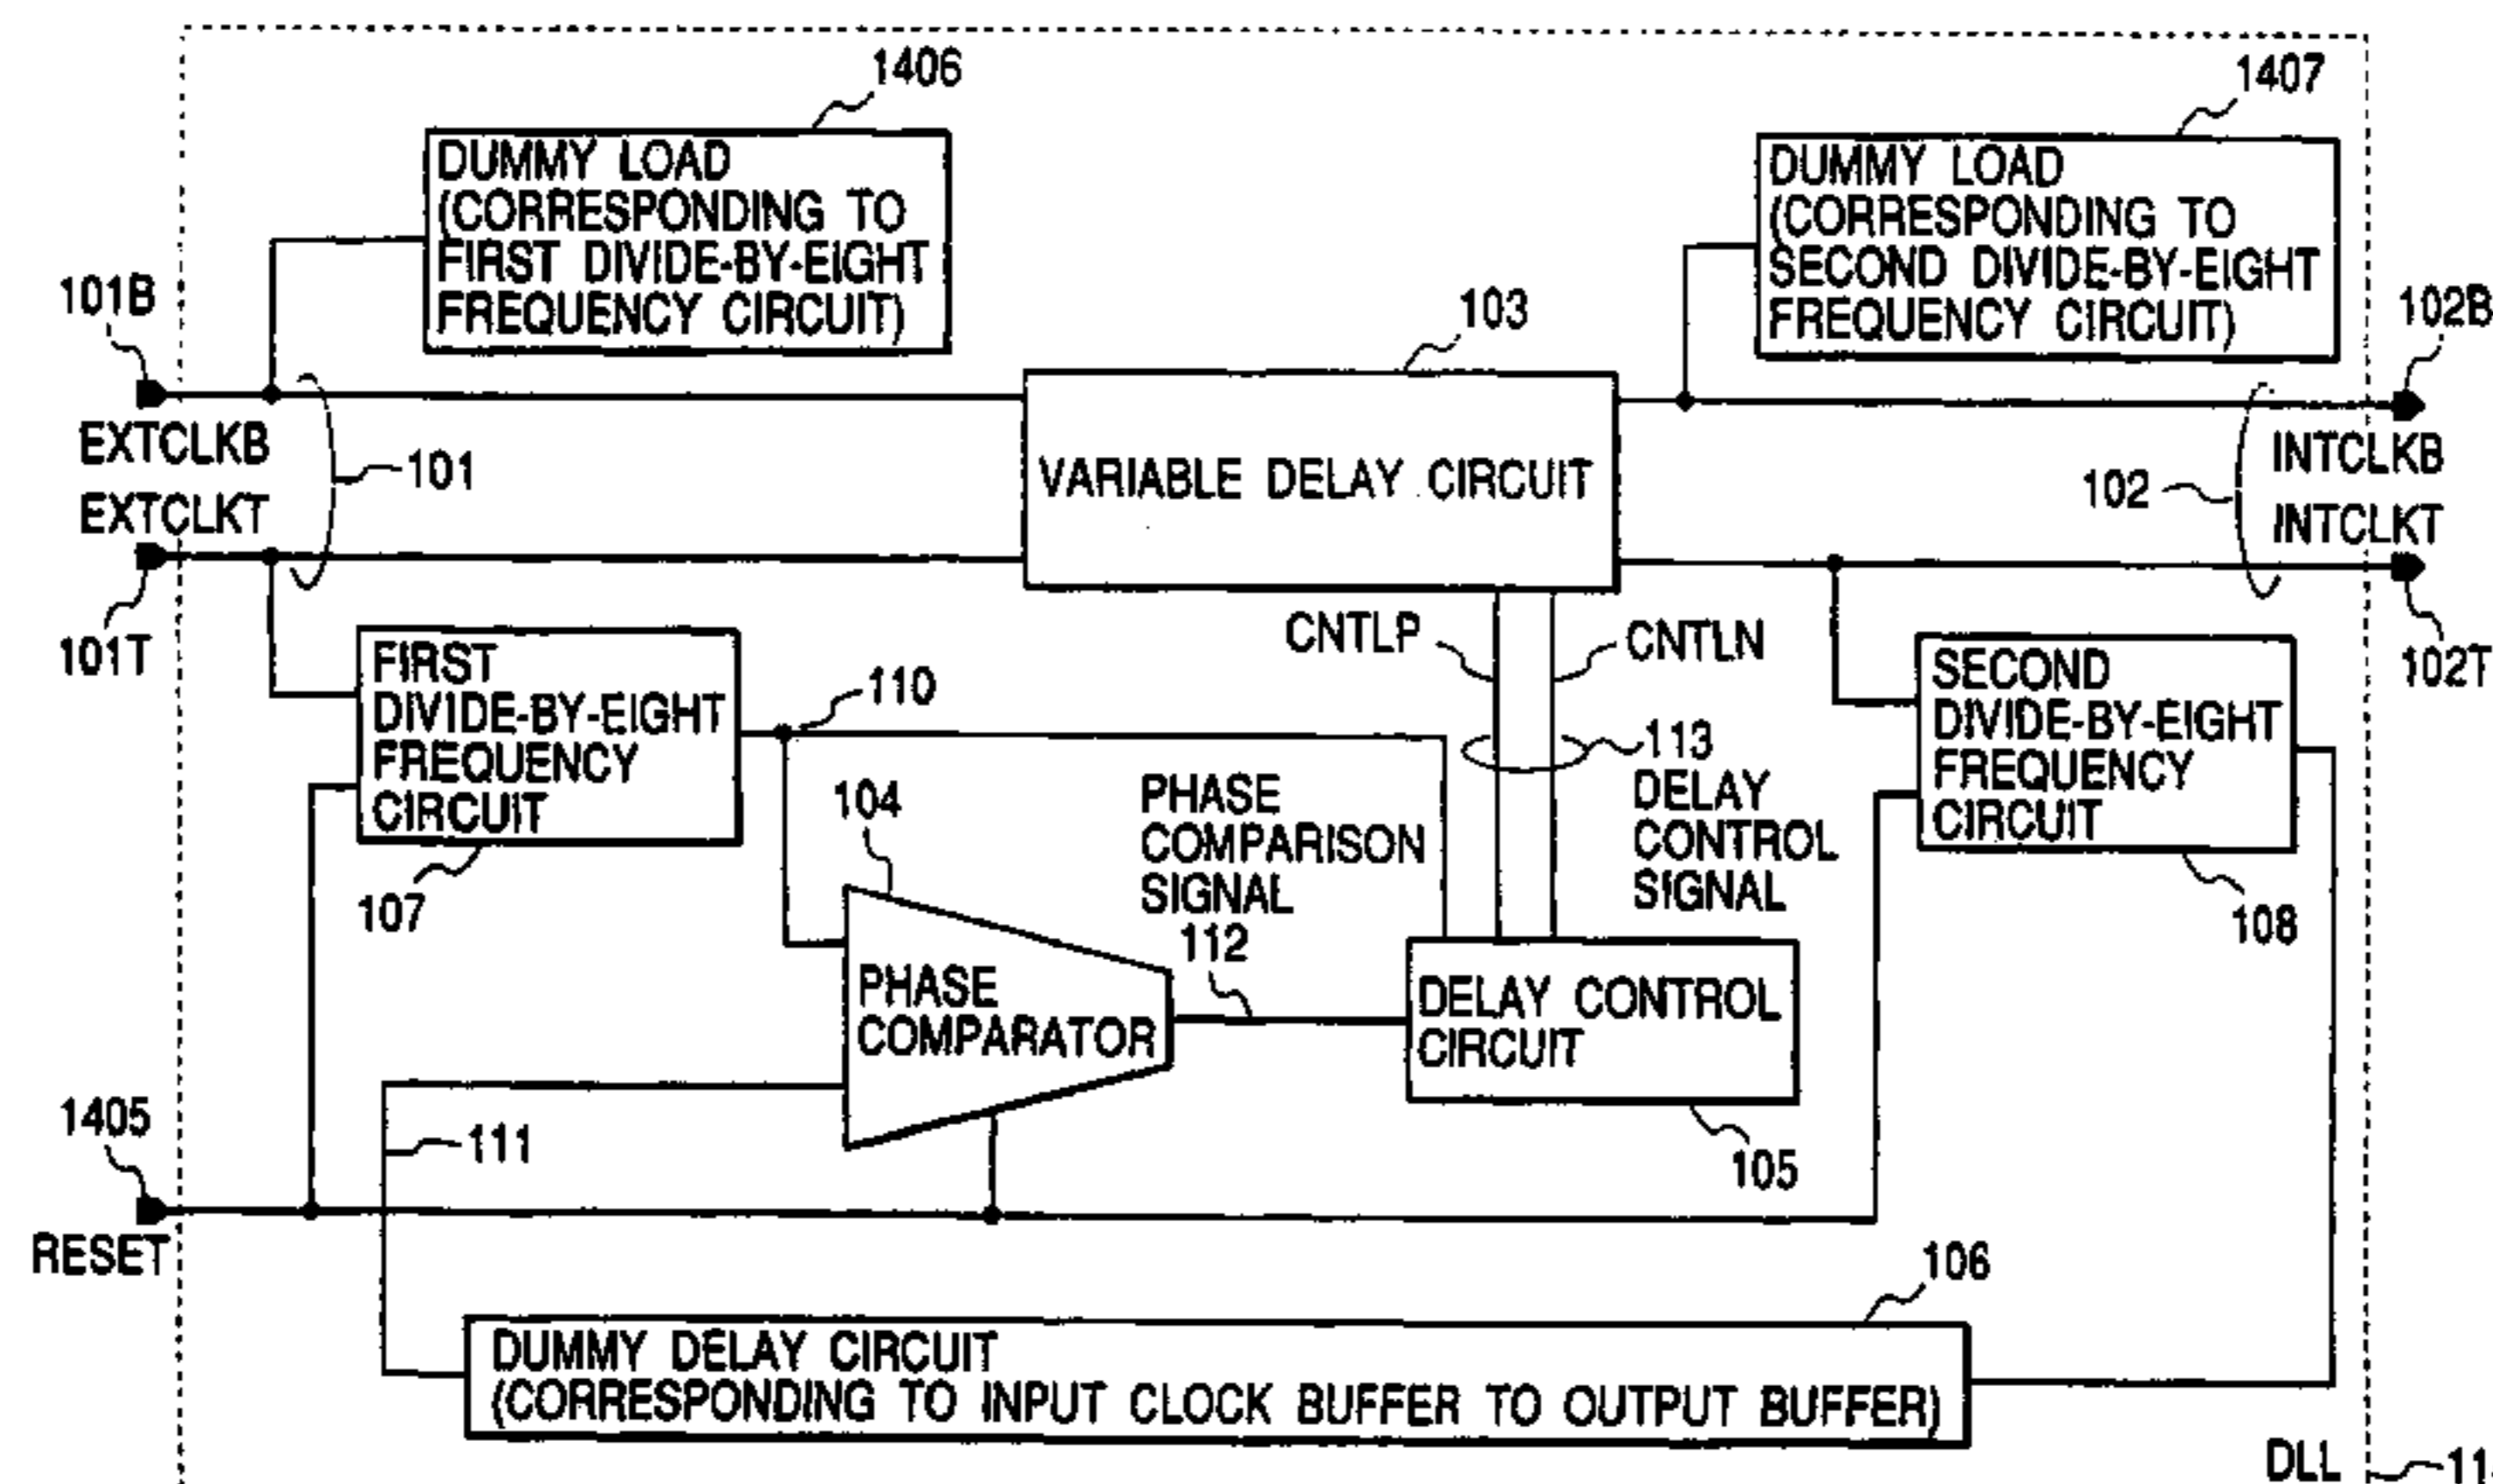 1406
1407
DUMMY LOAD
(CORRESPONDING TO
FIRST DIVIDE-BY-EIGHT
FREQUENCY CIRCUIT)
DUMMY LOAD
(CORRESPONDING TO
SECOND DIVIDE-BY-EIGHT
FREQUENCY CIRCUIT)
101B
103
102B
EXTCLKB
101
VARIABLE DELAY CIRCUIT
INTCLKB
102
EXTCLKT
INTCLKT
101T
CNTLP
CNTLN
102T
FIRST
DIVIDE-BY-EIGHT
FREQUENCY
CIRCUIT
110
SECOND
DIVIDE-BY-EIGHT
FREQUENCY
CIRCUIT
113
104
PHASE
COMPARISON
SIGNAL
DELAY
CONTROL
SIGNAL
107
112
108
PHASE
COMPARATOR
DELAY CONTROL
CIRCUIT
1405
111
105
RESET
106
DUMMY DELAY CIRCUIT
(CORRESPONDING TO INPUT CLOCK BUFFER TO OUTPUT BUFFER)
DLL